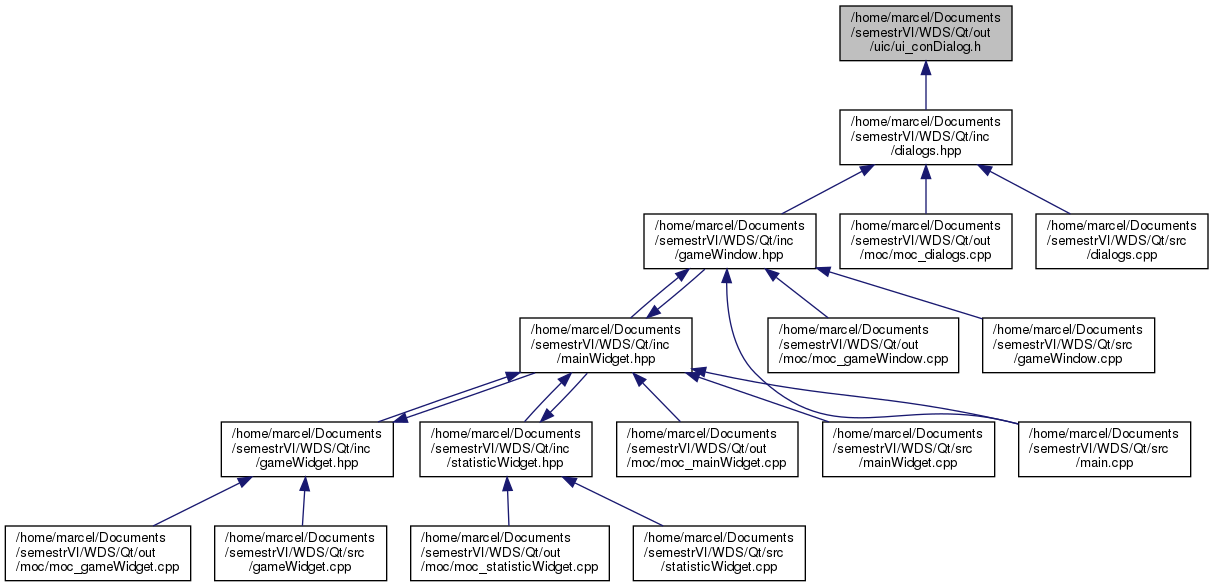 /home/marcel/Documents
/semestrVI/WDS/Qt/out
/uic/ui_conDialog.h
/home/marcel/Documents
/semestrVI/WDS/Qt/inc
/dialogs.hpp
/home/marcel/Documents
/semestrVI/WDS/Qt/inc
/gameWindow.hpp
/home/marcel/Documents
/semestrVI/WDS/Qt/out
/moc/moc_dialogs.cpp
/home/marcel/Documents
/semestrVI/WDS/Qt/src
/dialogs.cpp
/home/marcel/Documents
/semestrVI/WDS/Qt/inc
/mainWidget.hpp
/home/marcel/Documents
/semestrVI/WDS/Qt/out
/moc/moc_gameWindow.cpp
/home/marcel/Documents
/semestrVI/WDS/Qt/src
/gameWindow.cpp
/home/marcel/Documents
/semestrVI/WDS/Qt/inc
/gameWidget.hpp
/home/marcel/Documents
/semestrVI/WDS/Qt/inc
/statisticWidget.hpp
/home/marcel/Documents
/semestrVI/WDS/Qt/out
/moc/moc_mainWidget.cpp
/home/marcel/Documents
/semestrVI/WDS/Qt/src
/mainWidget.cpp
/home/marcel/Documents
/semestrVI/WDS/Qt/src
/main.cpp
/home/marcel/Documents
/semestrVI/WDS/Qt/out
/moc/moc_gameWidget.cpp
/home/marcel/Documents
/semestrVI/WDS/Qt/src
/gameWidget.cpp
/home/marcel/Documents
/semestrVI/WDS/Qt/out
/moc/moc_statisticWidget.cpp
/home/marcel/Documents
/semestrVI/WDS/Qt/src
/statisticWidget.cpp